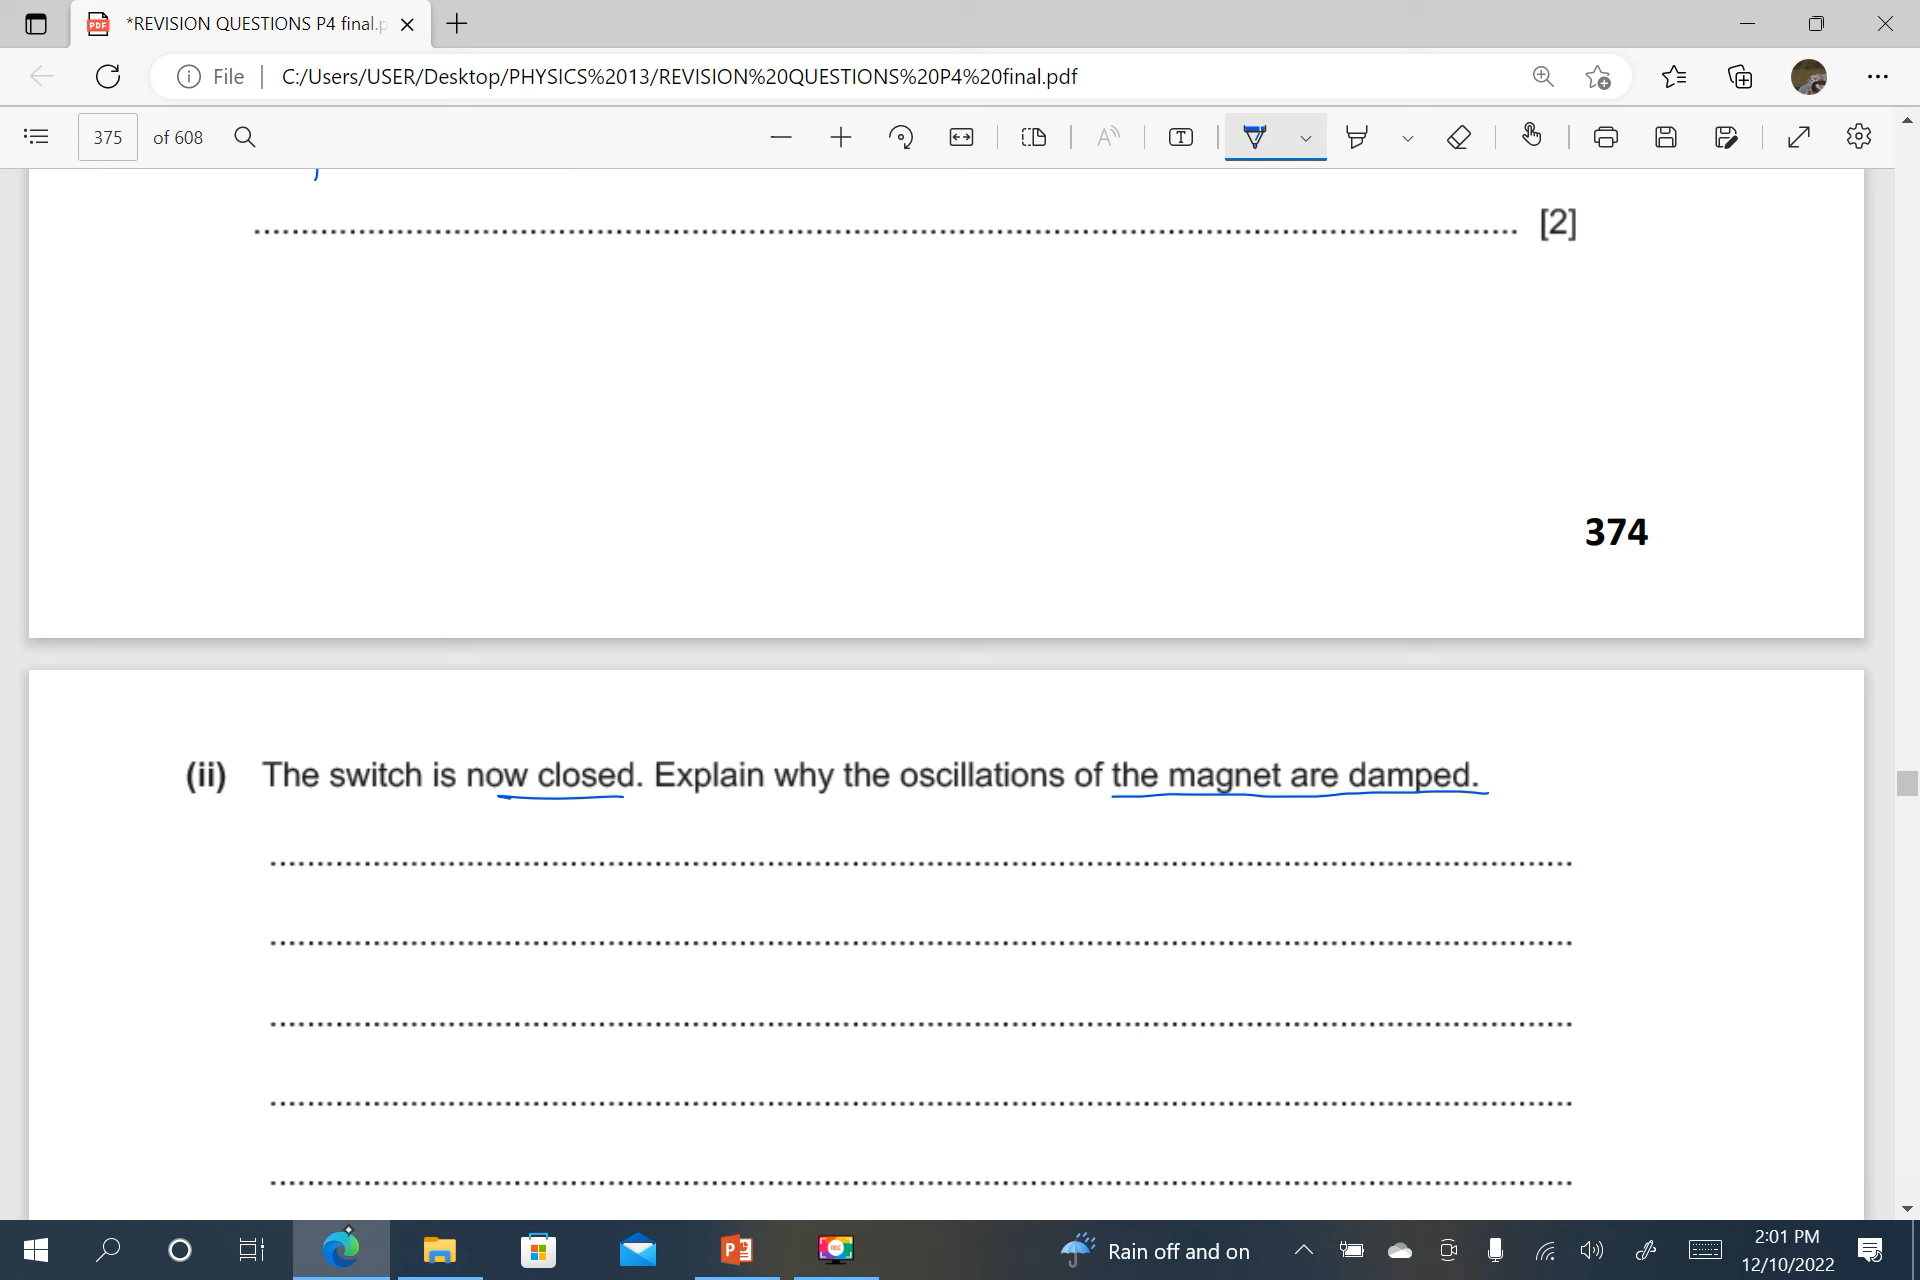 *REVISION QUESTIONS P4 final.p
File
C:/Users/USER/Desktop/PHYSICS%2013/REVISION%20QUESTIONS%20P4%20final.pdf
375 of 608
[2]
374
(ii) The switch is now closed. Explain why the oscillations of the magnet are damped.
Rain off and on
2:01 PM
12/10/2022